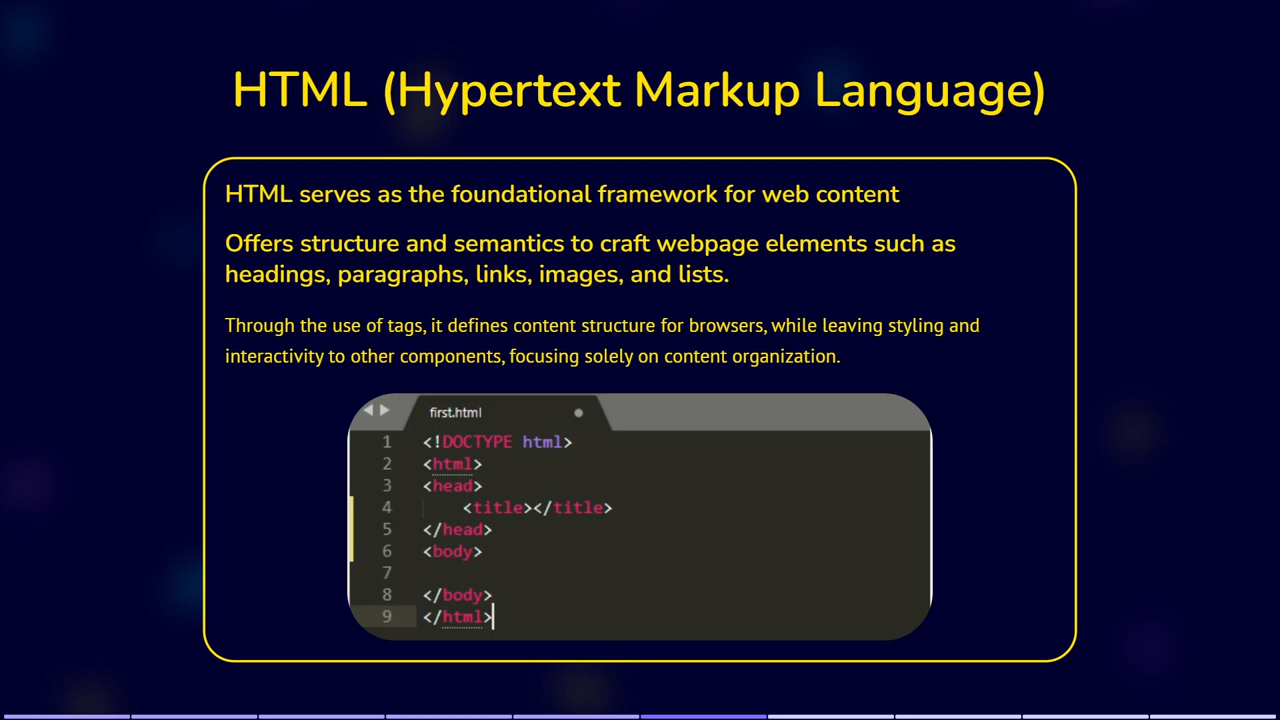 HTML (Hypertext Markup Language)
HTML serves as the foundational framework for web content
Offers structure and semantics to craft webpage elements such as
headings, paragraphs, links, images, and lists.
Through the use of tags, it defines content structure for browsers, while leaving styling and
interactivity to other components, focusing solely on content organization.
first.html
1 <!DOCTYPE html>
2 <html>
3 <head>
4     <title></title>
5 </head>
6 <body>
7
8 </body>
9 </html>